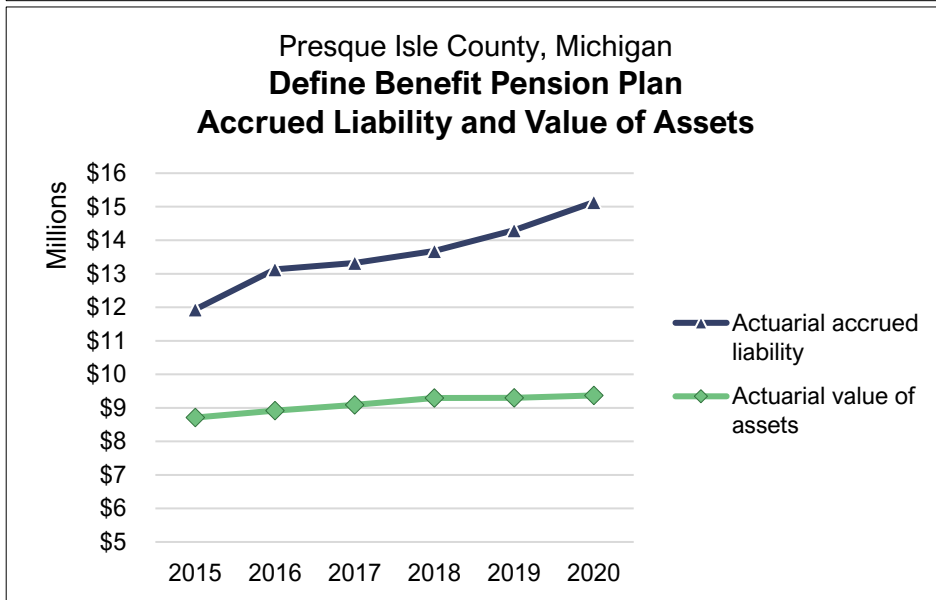 Presque Isle County, Michigan
Define Benefit Pension Plan
Accrued Liability and Value of Assets
Millions
$16
$15
$14
$13
$12
$11
$10
$9
$8
$7
$6
$5
2015 2016 2017 2018 2019 2020
Actuarial accrued
liability
Actuarial value of
assets